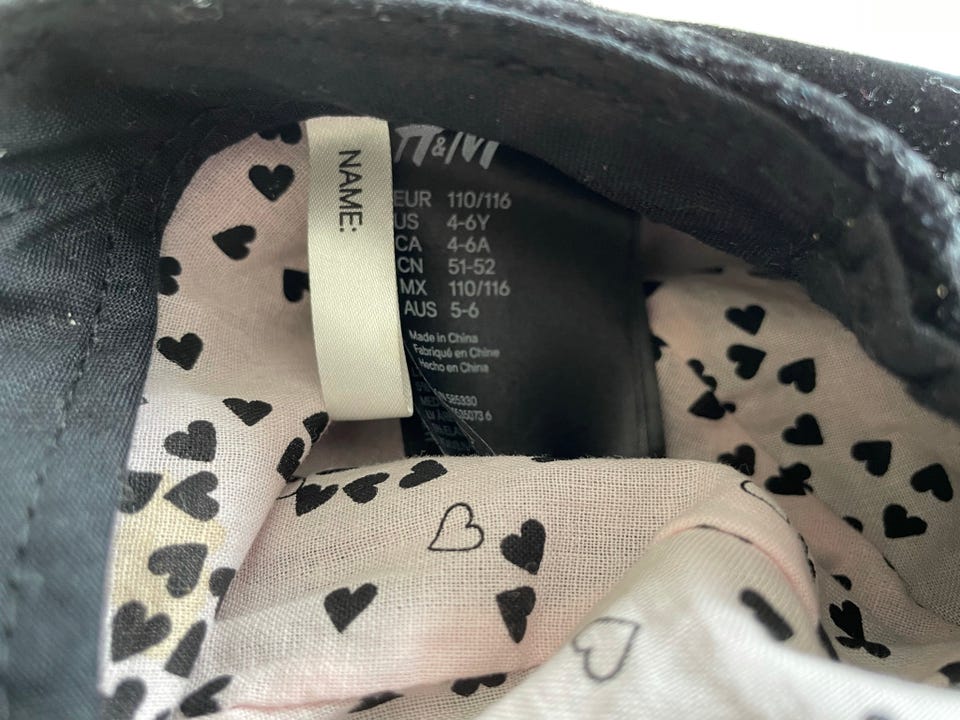 NAME:
H&M
EUR 110/116
US 4-6Y
CA 4-6A
CN 51-52
MX 110/116
AUS 5-6
Made in China
Fabriqué en Chine
Hecho en China
585330